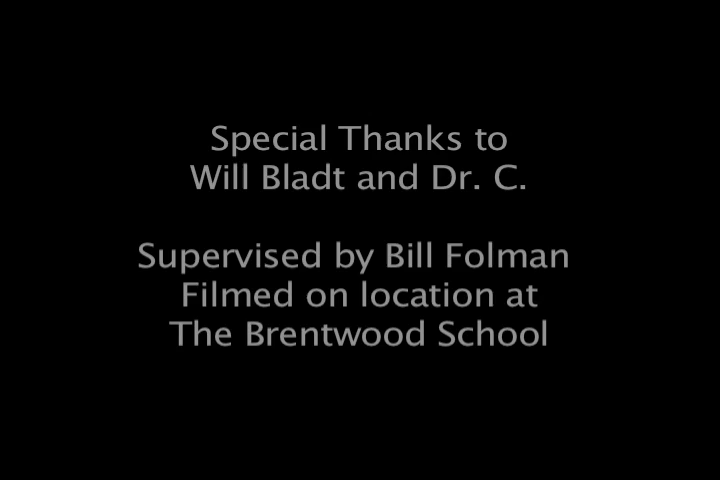 Special Thanks to
Will Bladt and Dr. C.
Supervised by Bill Folman
Filmed on location at
The Brentwood School